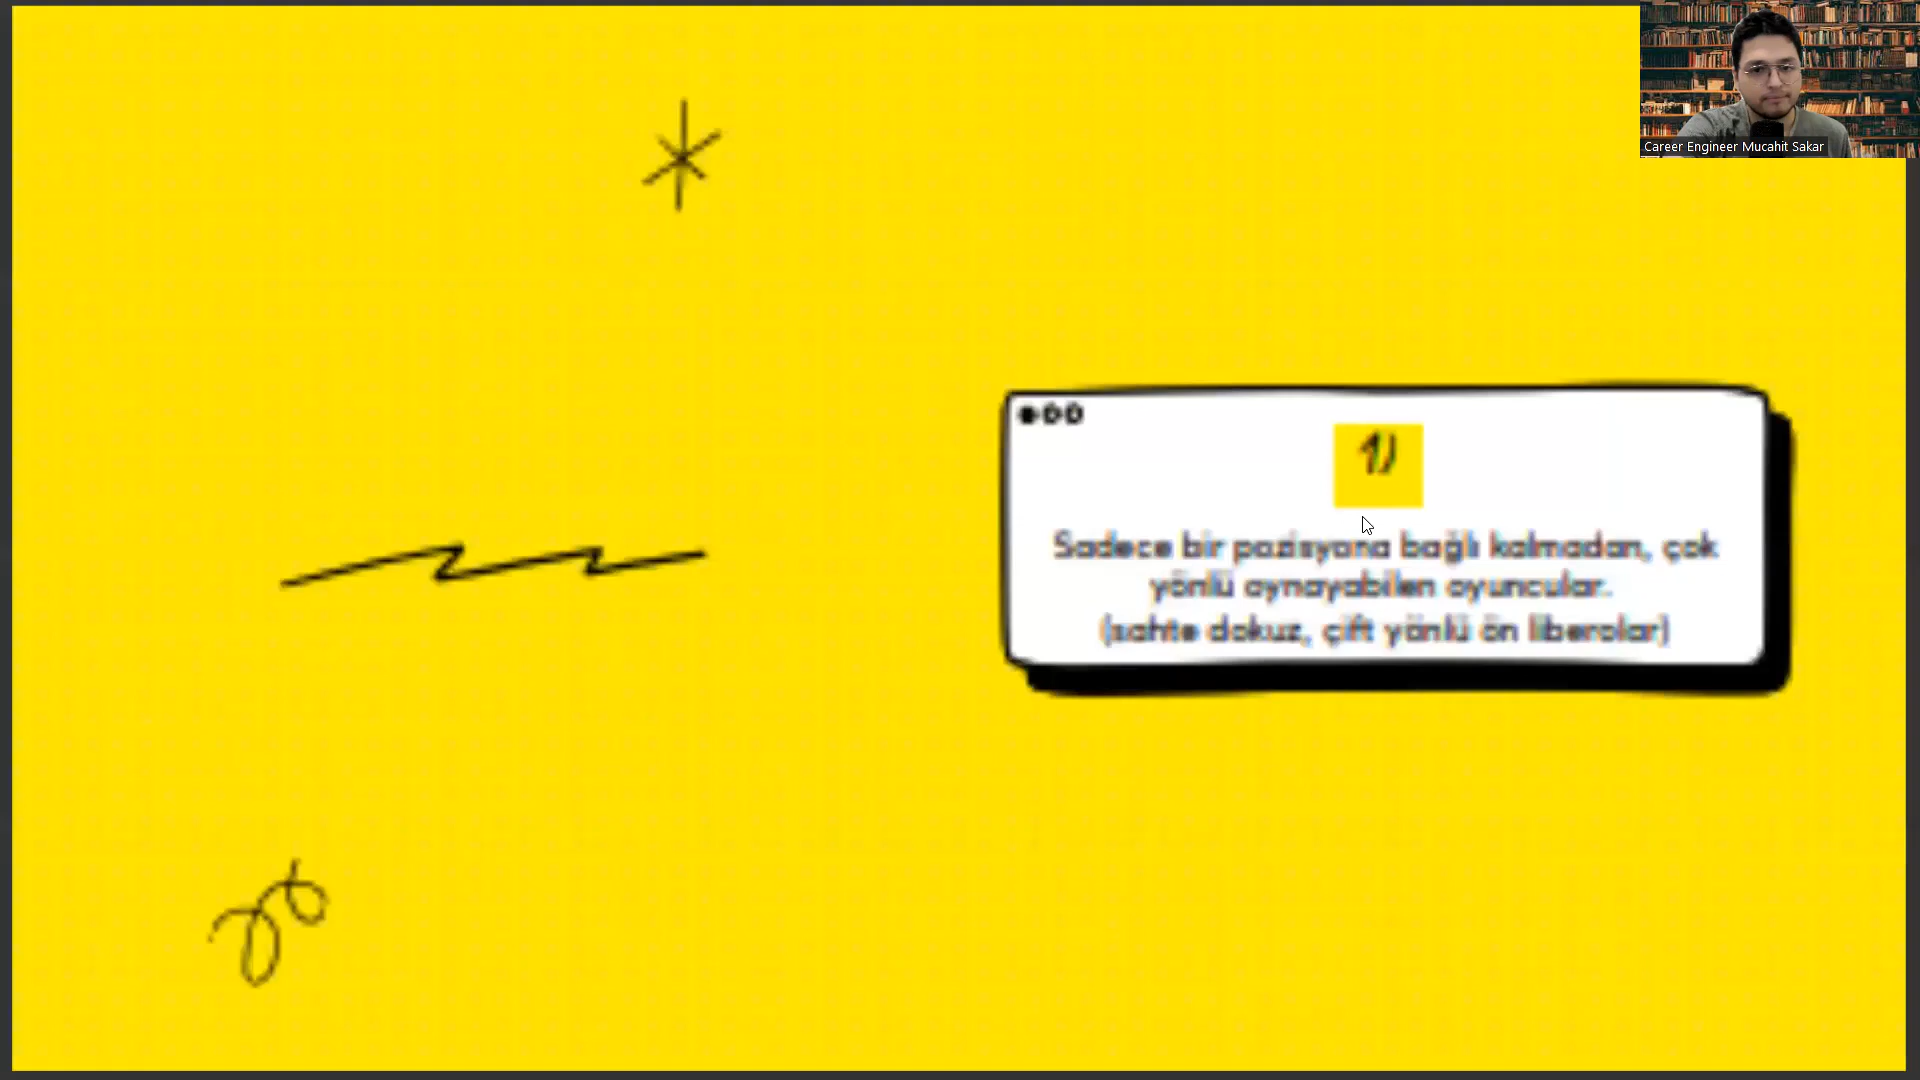 Career Engineer Mucahit Sakar
1)
Sadece bir pozisyona bağlı kalmadan, çok
yönlü oynayabilen oyuncular.
(sahte dokuz, çift yönlü ön liberolar)